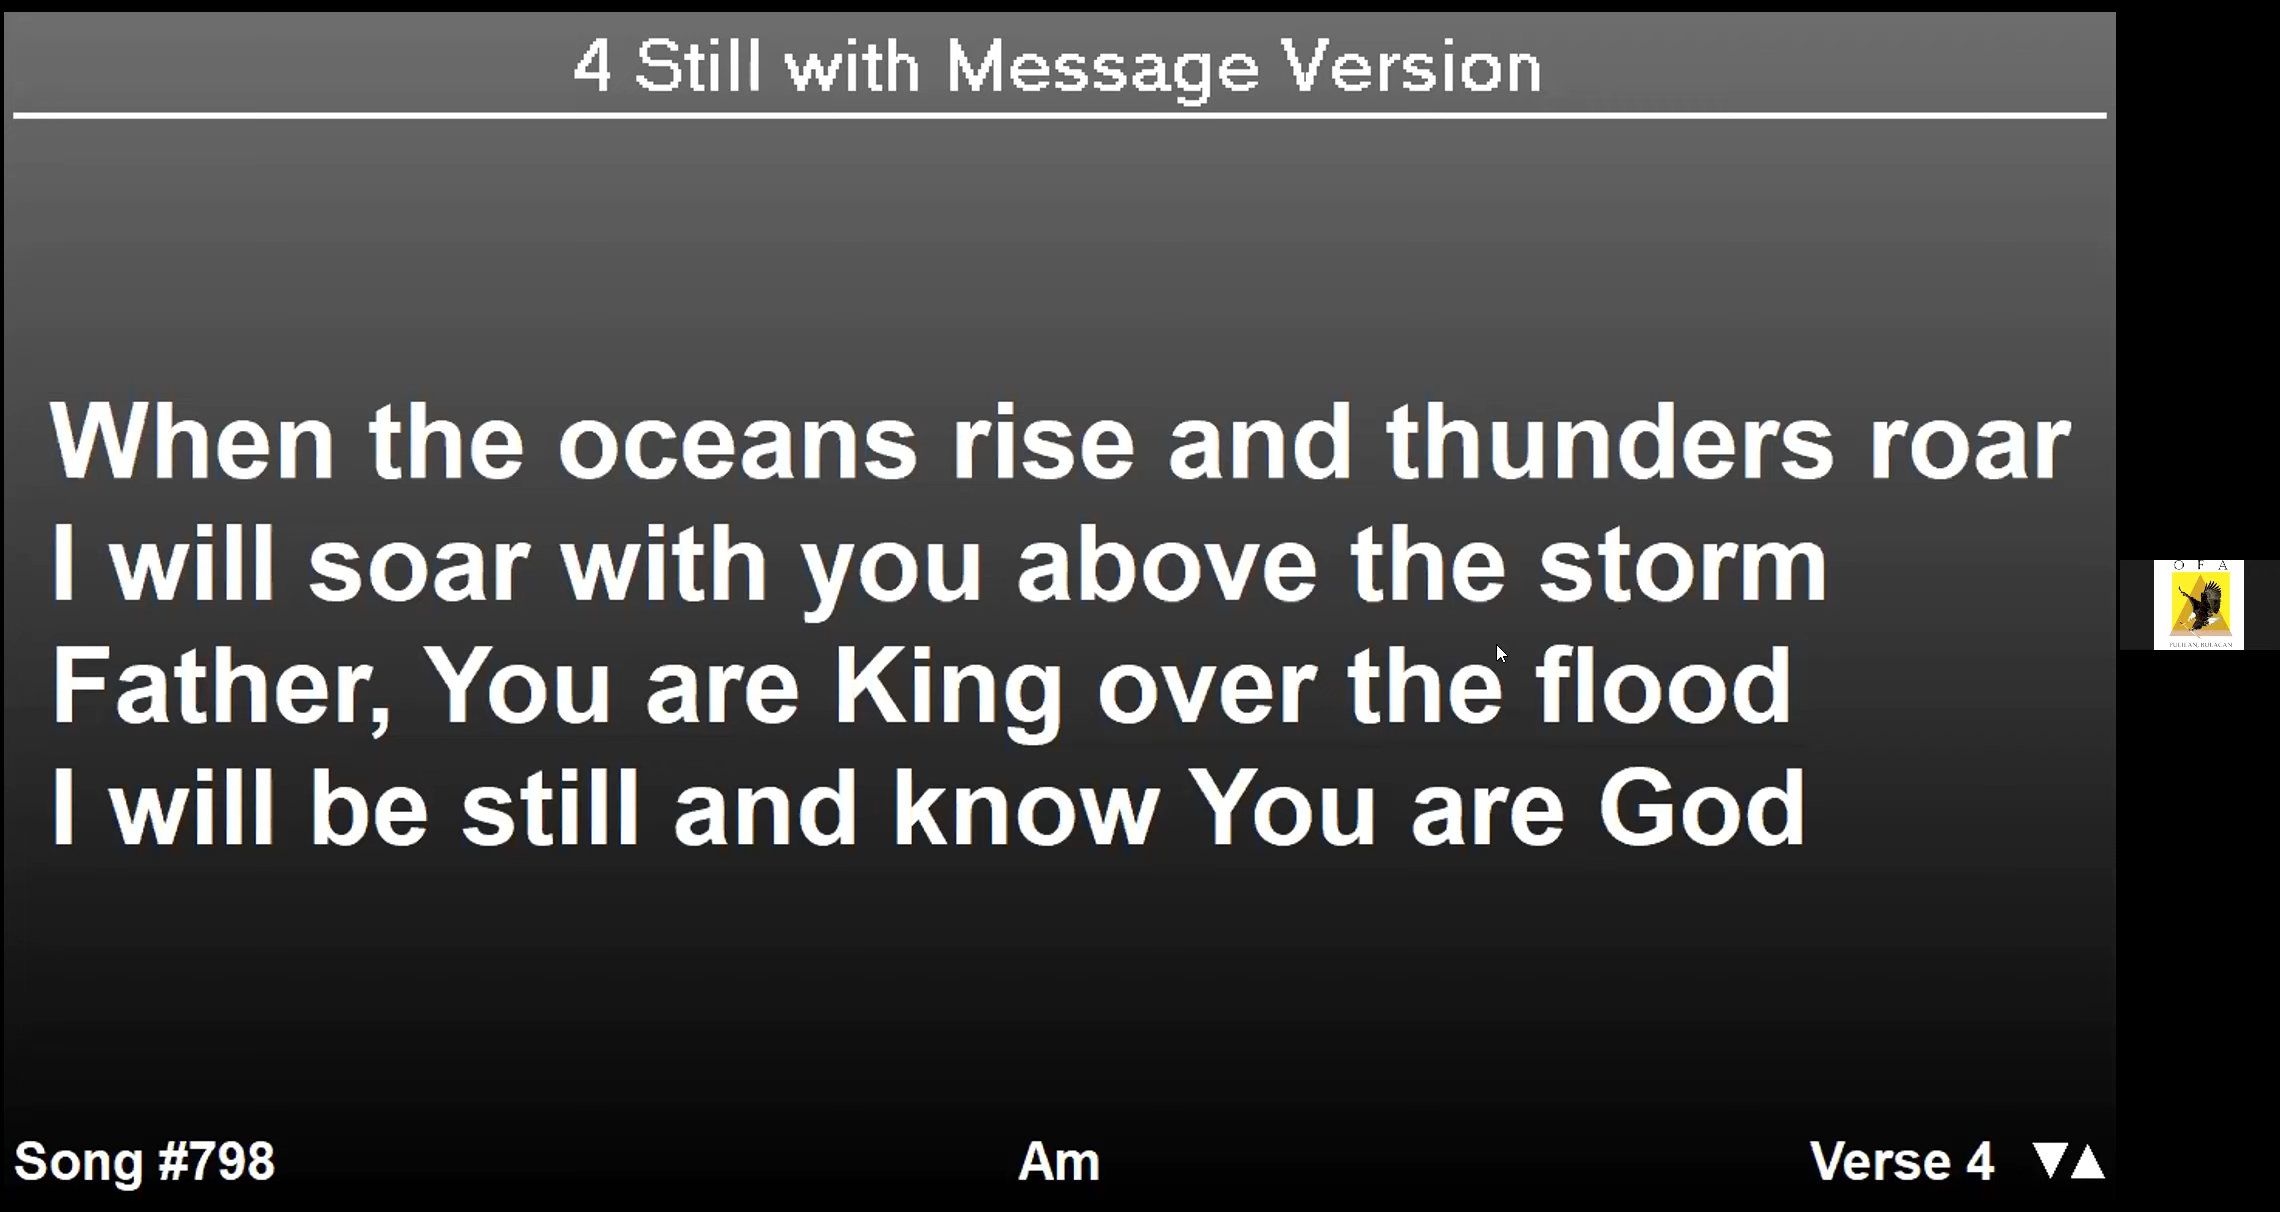 4 Still with Message Version
When the oceans rise and thunders roar
I will soar with you above the storm
Father, You are King over the flood
I will be still and know You are God
Song #798
Am
Verse 4 ▼▲
O F A
PULILAN, BULACAN